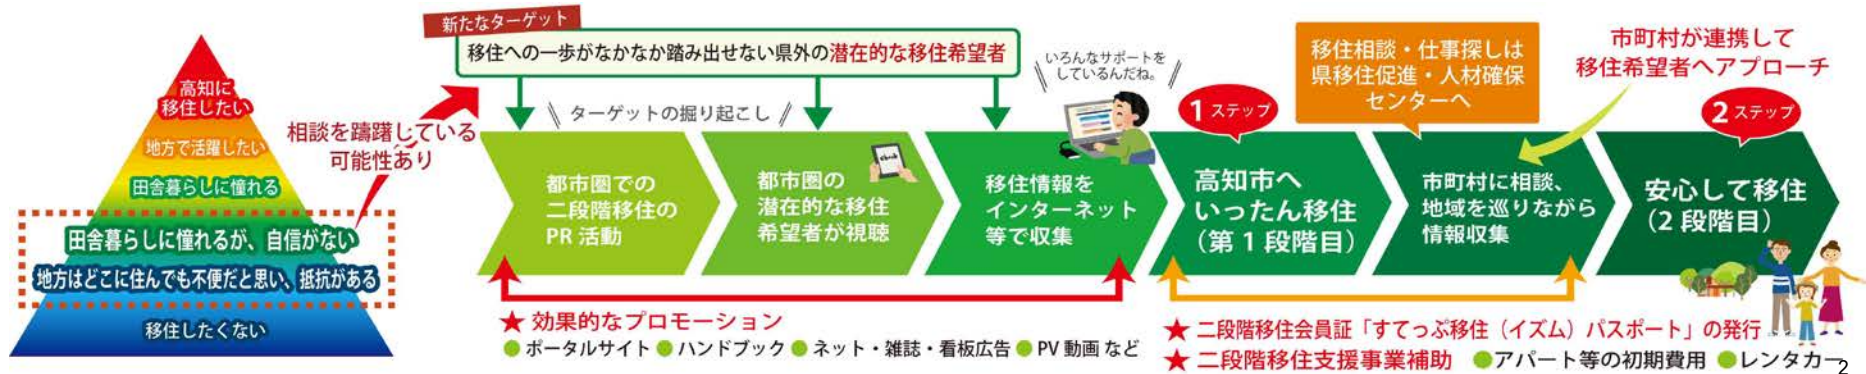 高知に
移住したい
地方で活躍したい
田舎暮らしに憧れる
田舎暮らしに憧れるが、自信がない
地方はどこに住んでも不便だと思い、抵抗がある
移住したくない
相談を躊躇している
可能性あり
新たなターゲット
移住への一歩がなかなか踏み出せない県外の潜在的な移住希望者
ターゲットの掘り起こし
いろんなサポートを
しているんだね。
都市圏での
二段階移住の
PR 活動
都市圏の
潜在的な移住
希望者が視聴
check
移住情報を
インターネット
等で収集
1 ステップ
高知市へ
いったん移住
（第 1 段階目）
移住相談・仕事探しは
県移住促進・人材確保
センターへ
市町村に相談、
地域を巡りながら
情報収集
市町村が連携して
移住希望者へアプローチ
2 ステップ
安心して移住
（2 段階目）
★ 効果的なプロモーション
●ポータルサイト ●ハンドブック ●ネット・雑誌・看板広告 ●PV 動画 など
★ 二段階移住会員証「すてっぷ移住（イズム）パスポート」の発行
★ 二段階移住支援事業補助 ●アパート等の初期費用 ●レンタカー
2